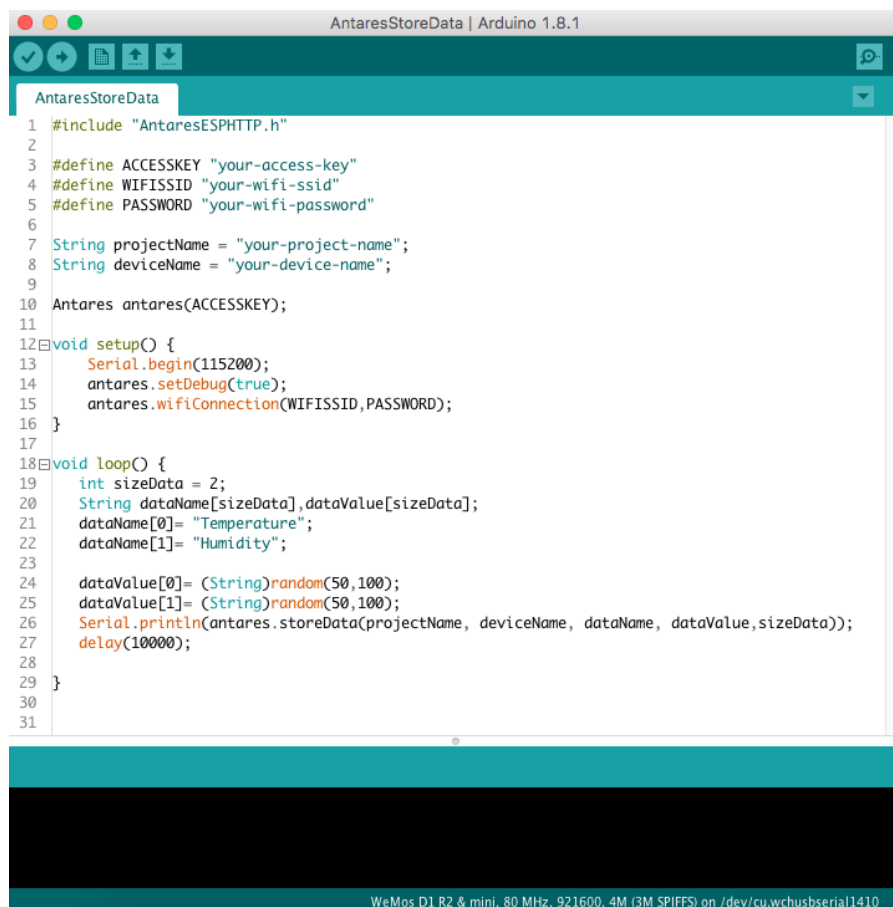 AntaresStoreData | Arduino 1.8.1
AntaresStoreData
1 #include "AntaresESPHTTP.h"
2
3 #define ACCESSKEY "your-access-key"
4 #define WIFISSID "your-wifi-ssid"
5 #define PASSWORD "your-wifi-password"
6
7 String projectName = "your-project-name";
8 String deviceName = "your-device-name";
9
10 Antares antares(ACCESSKEY);
11
12 void setup() {
13 Serial.begin(115200);
14 antares.setDebug(true);
15 antares.wifiConnection(WIFISSID,PASSWORD);
16 }
17
18 void loop() {
19 int sizeData = 2;
20 String dataName[sizeData],dataValue[sizeData];
21 dataName[0]= "Temperature";
22 dataName[1]= "Humidity";
23
24 dataValue[0]= (String)random(50,100);
25 dataValue[1]= (String)random(50,100);
26 Serial.println(antares.storeData(projectName, deviceName, dataName, dataValue,sizeData));
27 delay(10000);
28
29 }
30
31
WeMos D1 R2 & mini, 80 MHz, 921600, 4M (3M SPIFFS) on /dev/cu.wchusbserial1410